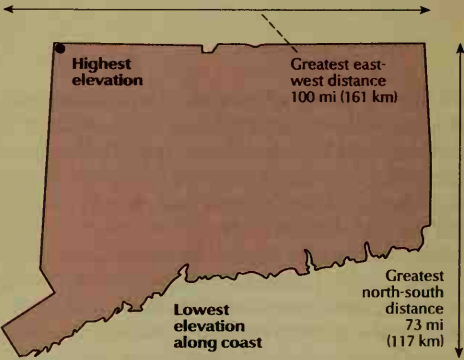 Highest
elevation
Greatest east-
west distance
100 mi (161 km)
Lowest
elevation
along coast
Greatest
north-south
distance
73 mi
(117 km)